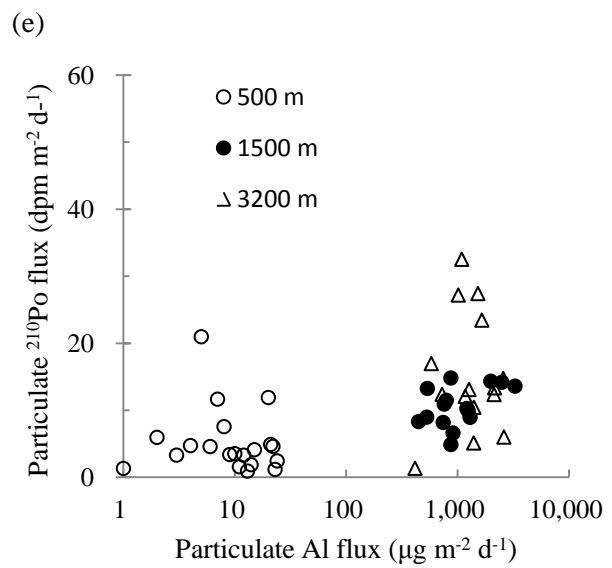 (e)
Particulate ²¹⁰Po flux (dpm m⁻² d-¹)
60
40
20
0
500 m
1500 m
3200 m
1 10 100 1,000 10,000
Particulate Al flux (µg m⁻² d⁻¹)